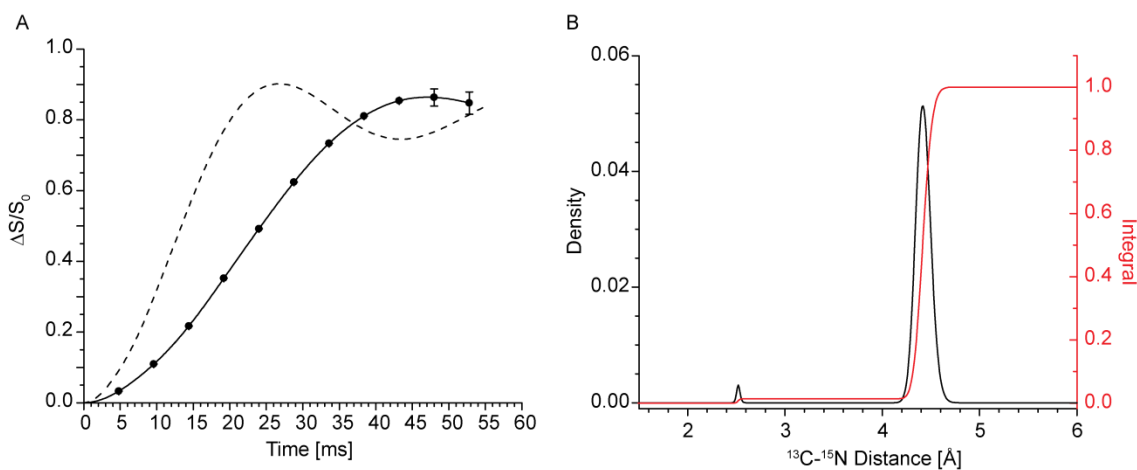 A
1.0
0.8
0.6
0.4
0.2
0.0
ΔS/S₀
0 5 10 15 20 25 30 35 40 45 50 55 60
Time [ms]
B
0.06
0.04
0.02
0.00
Density
2 3 4 5 6
¹³C-¹⁵N Distance [Å]
1.0
0.8
0.6
0.4
0.2
0.0
Integral